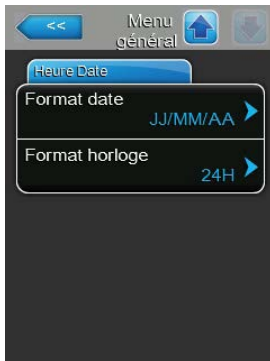 <<
Menu
général
Heure Date
Format date
JJ/MM/AA
Format horloge
24H